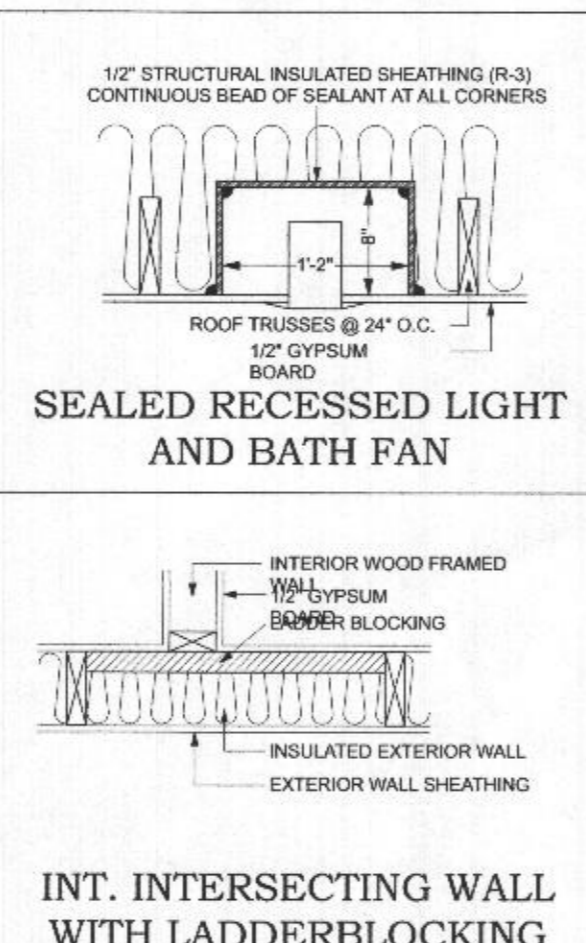 1/2" STRUCTURAL INSULATED SHEATHING (R-3)
CONTINUOUS BEAD OF SEALANT AT ALL CORNERS
8"
1'-2"
ROOF TRUSSES @ 24" O.C.
1/2" GYPSUM
BOARD
SEALED RECESSED LIGHT
AND BATH FAN
INTERIOR WOOD FRAMED
WALL
1/2" GYPSUM
BOARD
LADDER BLOCKING
INSULATED EXTERIOR WALL
EXTERIOR WALL SHEATHING
INT. INTERSECTING WALL
WITH LADDERBLOCKING